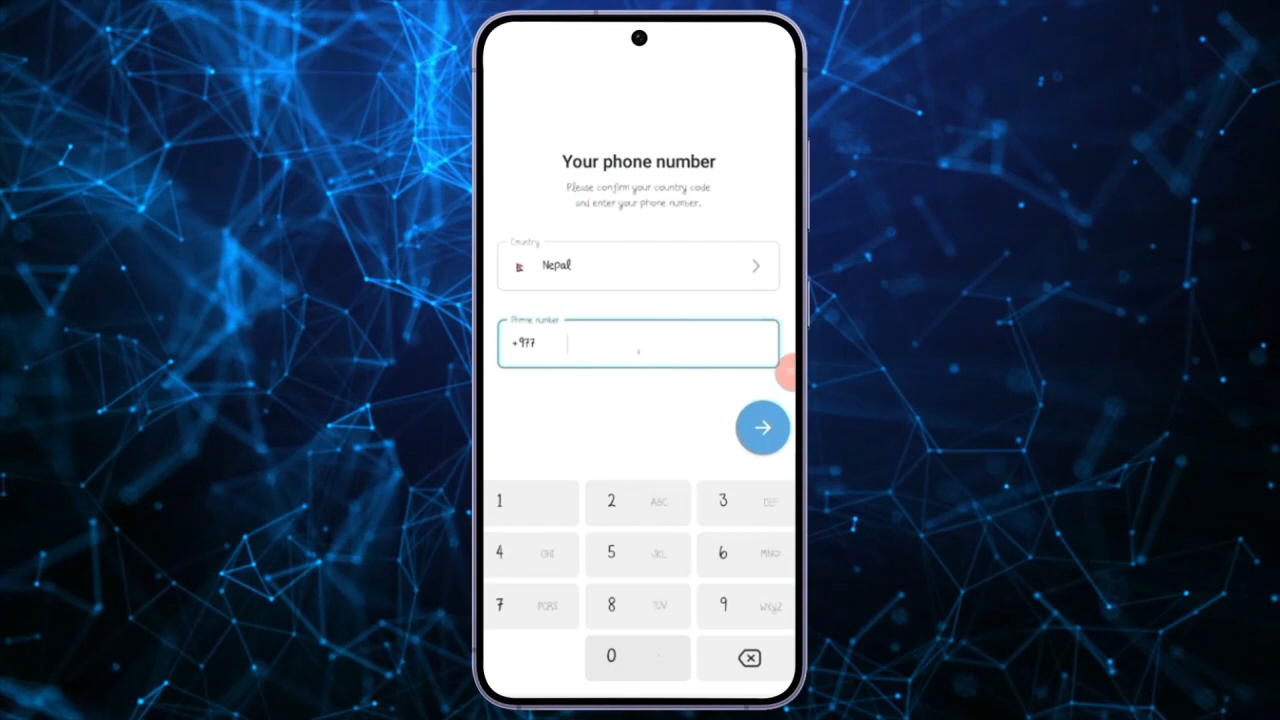 Your phone number
Please confirm your country code
and enter your phone number.
Country
Nepal
Phone number
+977
1
2 ABC
3 DEF
4 GHI
5 JKL
6 MNO
7 PQRS
8 TUV
9 WXYZ
0